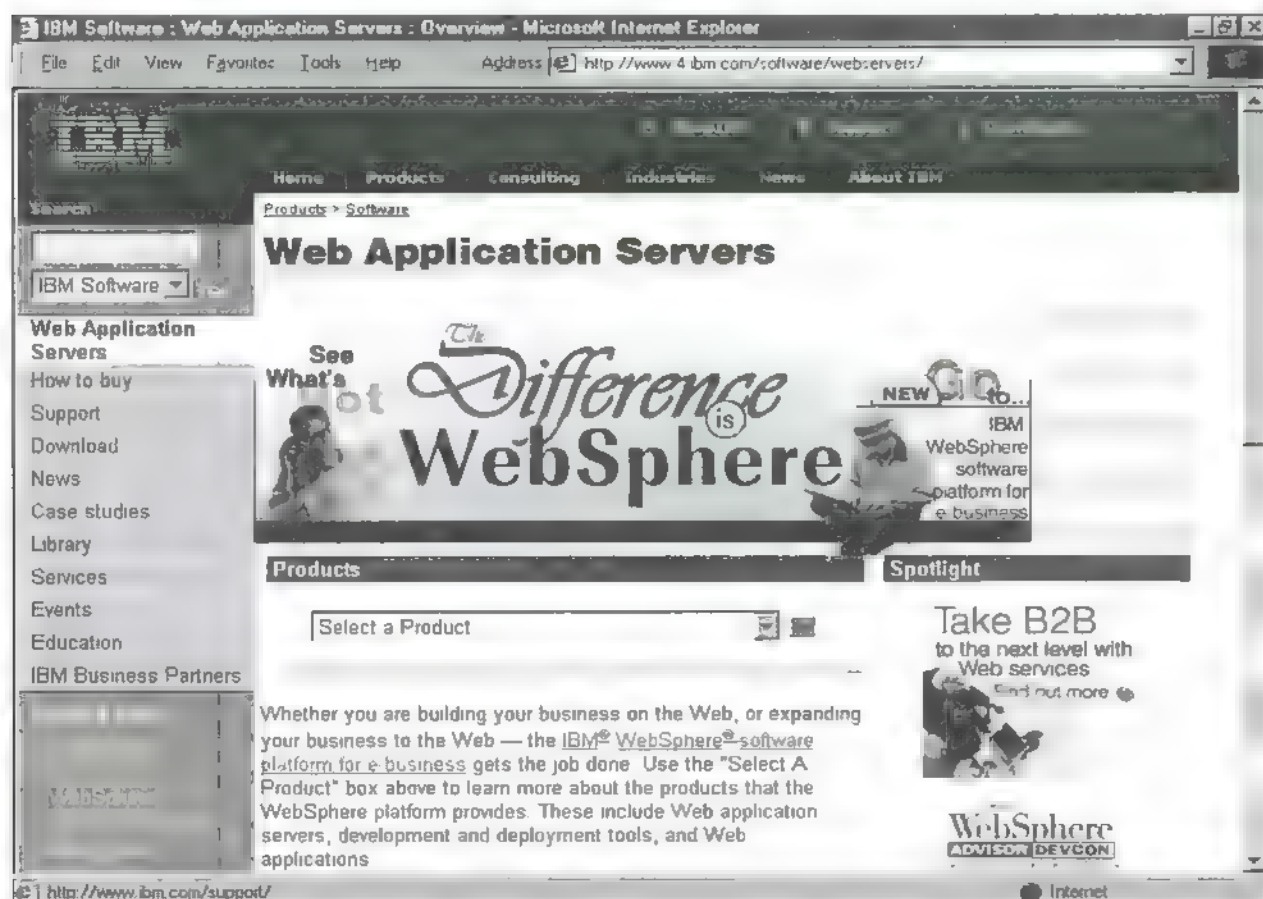 IBM Software : Web Application Servers : Overview - Microsoft Internet Explorer
File Edit View Favorites Tools Help Address http://www-4.ibm.com/software/webservers/
IBM
Home Products Consulting Industries News About IBM
Search
IBM Software
Web Application
Servers
How to buy
Support
Download
News
Case studies
Library
Services
Events
Education
IBM Business Partners
Products > Software
Web Application Servers
See
What's
The
Difference
is
WebSphere
NEW
to...
IBM
WebSphere
software
platform for
e-business
Products
Select a Product
Whether you are building your business on the Web, or expanding
your business to the Web — the IBM® WebSphere® software
platform for e-business gets the job done. Use the "Select A
Product" box above to learn more about the products that the
WebSphere platform provides. These include Web application
servers, development and deployment tools, and Web
applications
Spotlight
Take B2B
to the next level with
Web services
Find out more
WebSphere
ADVISOR DEVCON
http://www.ibm.com/support/
Internet